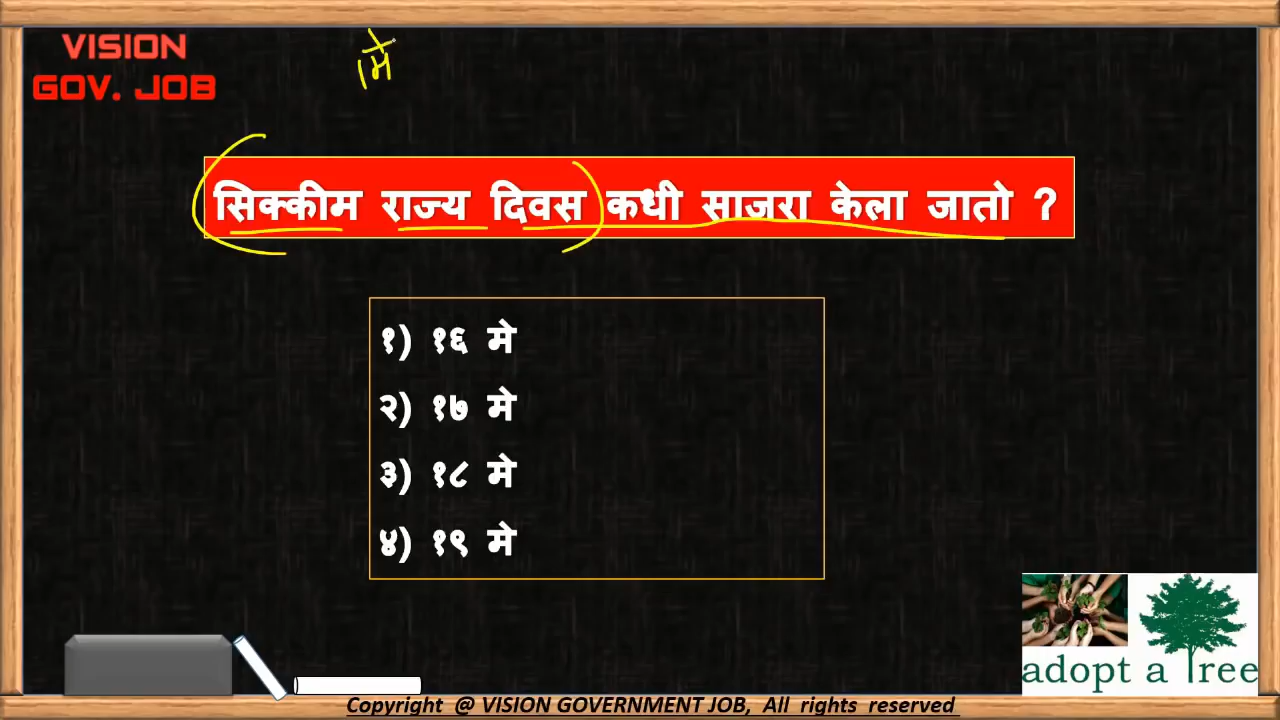 VISION
GOV. JOB
सिक्कीम राज्य दिवस कधी साजरा केला जातो ?
१) १६ मे
२) १७ मे
३) १८ मे
४) १९ मे
adopt a Tree
Copyright @ VISION GOVERNMENT JOB, All rights reserved